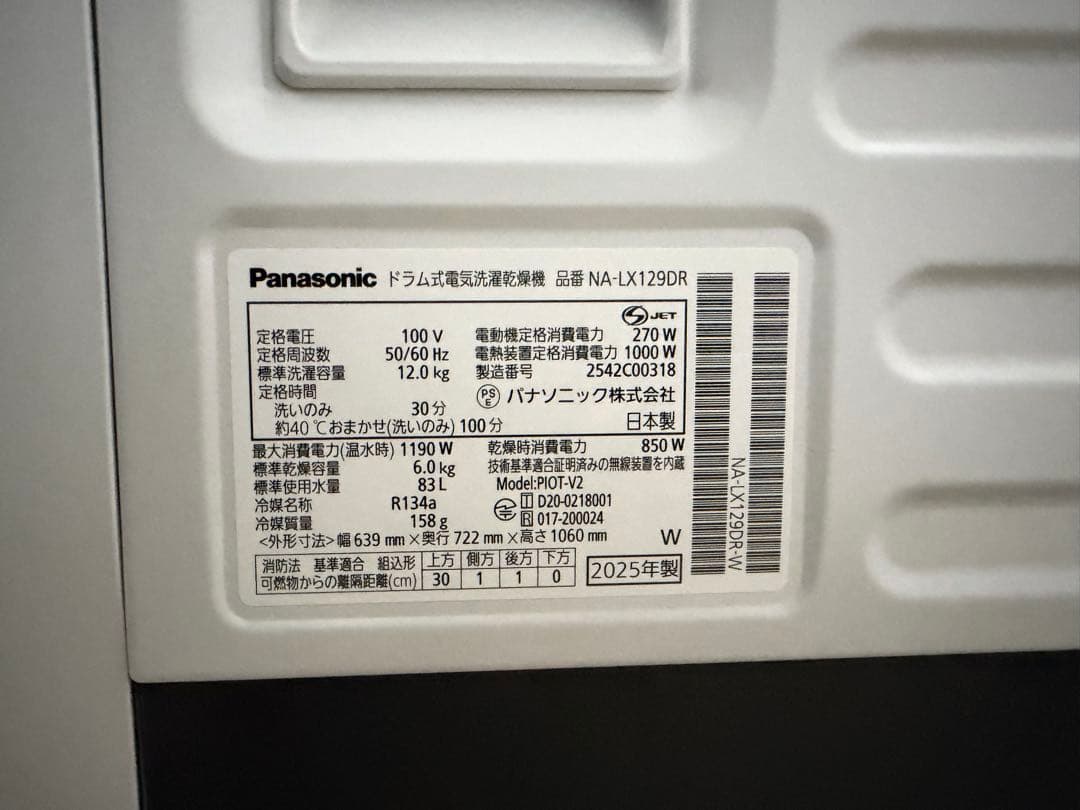 Panasonic ドラム式電気洗濯乾燥機 品番 NA-LX129DR
S JET
定格電圧 100 V 電動機定格消費電力 270 W
定格周波数 50/60 Hz 電熱装置定格消費電力 1000 W
標準洗濯容量 12.0 kg 製造番号 2542C00318
定格時間 PSE パナソニック株式会社
洗いのみ 30 分
約40℃おまかせ(洗いのみ) 100 分 日本製
最大消費電力(温水時) 1190 W 乾燥時消費電力 850 W
標準乾燥容量 6.0 kg 技術基準適合証明済みの無線装置を内蔵
標準使用水量 83 L Model:PIOT-V2
冷媒名称 R134a T D20-0218001
冷媒質量 158 g R 017-200024
<外形寸法> 幅 639 mm × 奥行 722 mm × 高さ 1060 mm W
消防法 基準適合 組込形 上方 側方 後方 下方
可燃物からの離隔距離(cm) 30 1 1 0 2025年製
NA-LX129DR-W